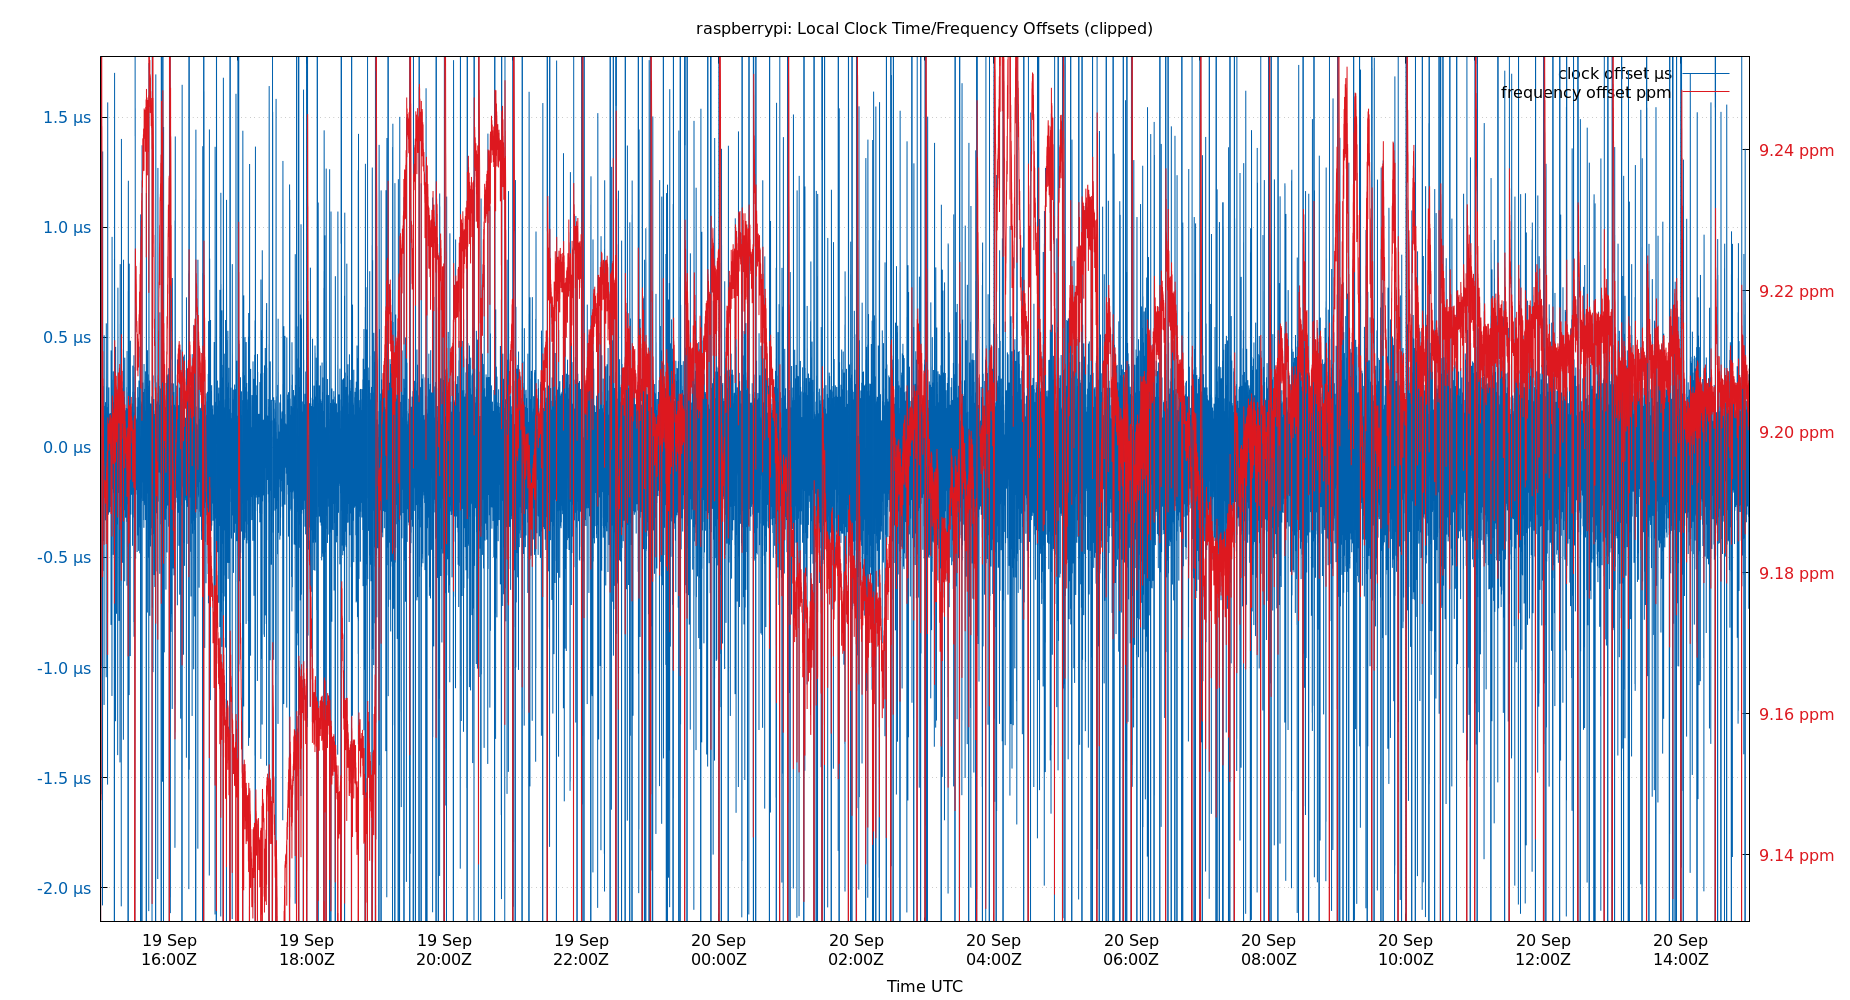 raspberrypi: Local Clock Time/Frequency Offsets (clipped)
clock offset µs
frequency offset ppm
1.5 µs
1.0 µs
0.5 µs
0.0 µs
-0.5 µs
-1.0 µs
-1.5 µs
-2.0 µs
9.24 ppm
9.22 ppm
9.20 ppm
9.18 ppm
9.16 ppm
9.14 ppm
19 Sep 19 Sep 19 Sep 19 Sep 20 Sep 20 Sep 20 Sep 20 Sep 20 Sep 20 Sep 20 Sep 20 Sep
16:00Z 18:00Z 20:00Z 22:00Z 00:00Z 02:00Z 04:00Z 06:00Z 08:00Z 10:00Z 12:00Z 14:00Z
Time UTC